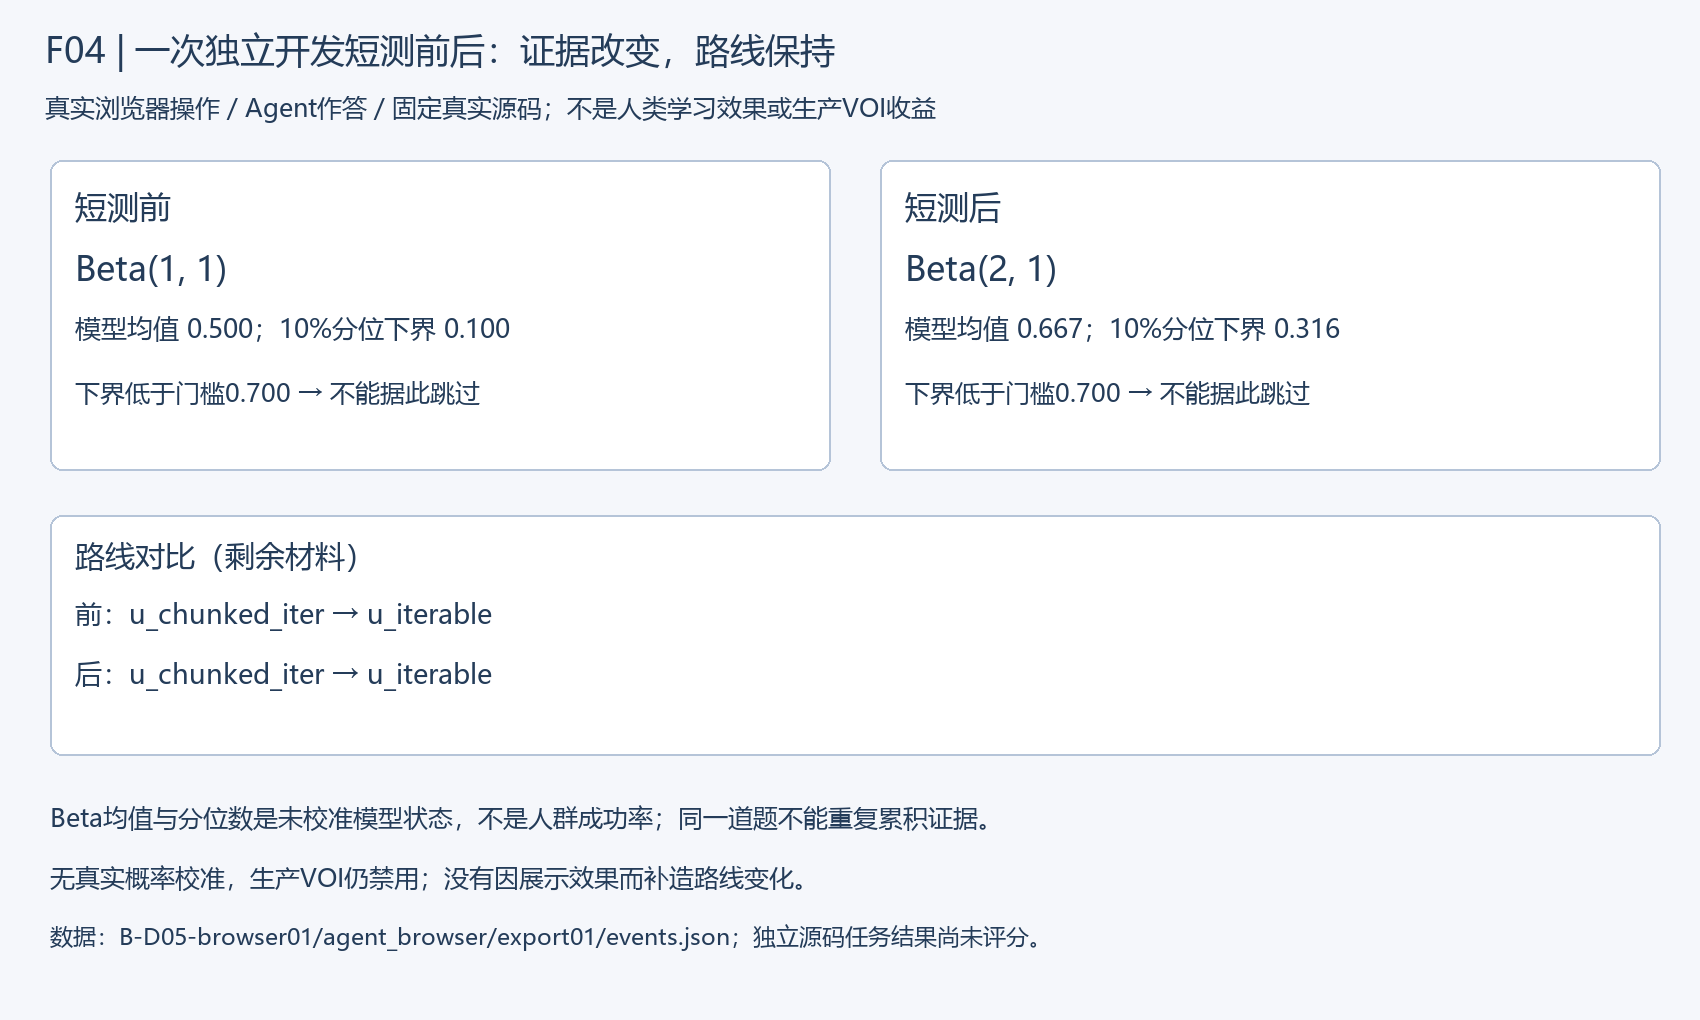 F04 | 一次独立开发短测前后：证据改变，路线保持
真实浏览器操作 / Agent作答 / 固定真实源码；不是人类学习效果或生产VOI收益
短测前
Beta(1, 1)
模型均值 0.500；10%分位下界 0.100
下界低于门槛0.700 → 不能据此跳过
短测后
Beta(2, 1)
模型均值 0.667；10%分位下界 0.316
下界低于门槛0.700 → 不能据此跳过
路线对比（剩余材料）
前：u_chunked_iter → u_iterable
后：u_chunked_iter → u_iterable
Beta均值与分位数是未校准模型状态，不是人群成功率；同一道题不能重复累积证据。
无真实概率校准，生产VOI仍禁用；没有因展示效果而补造路线变化。
数据：B-D05-browser01/agent_browser/export01/events.json；独立源码任务结果尚未评分。